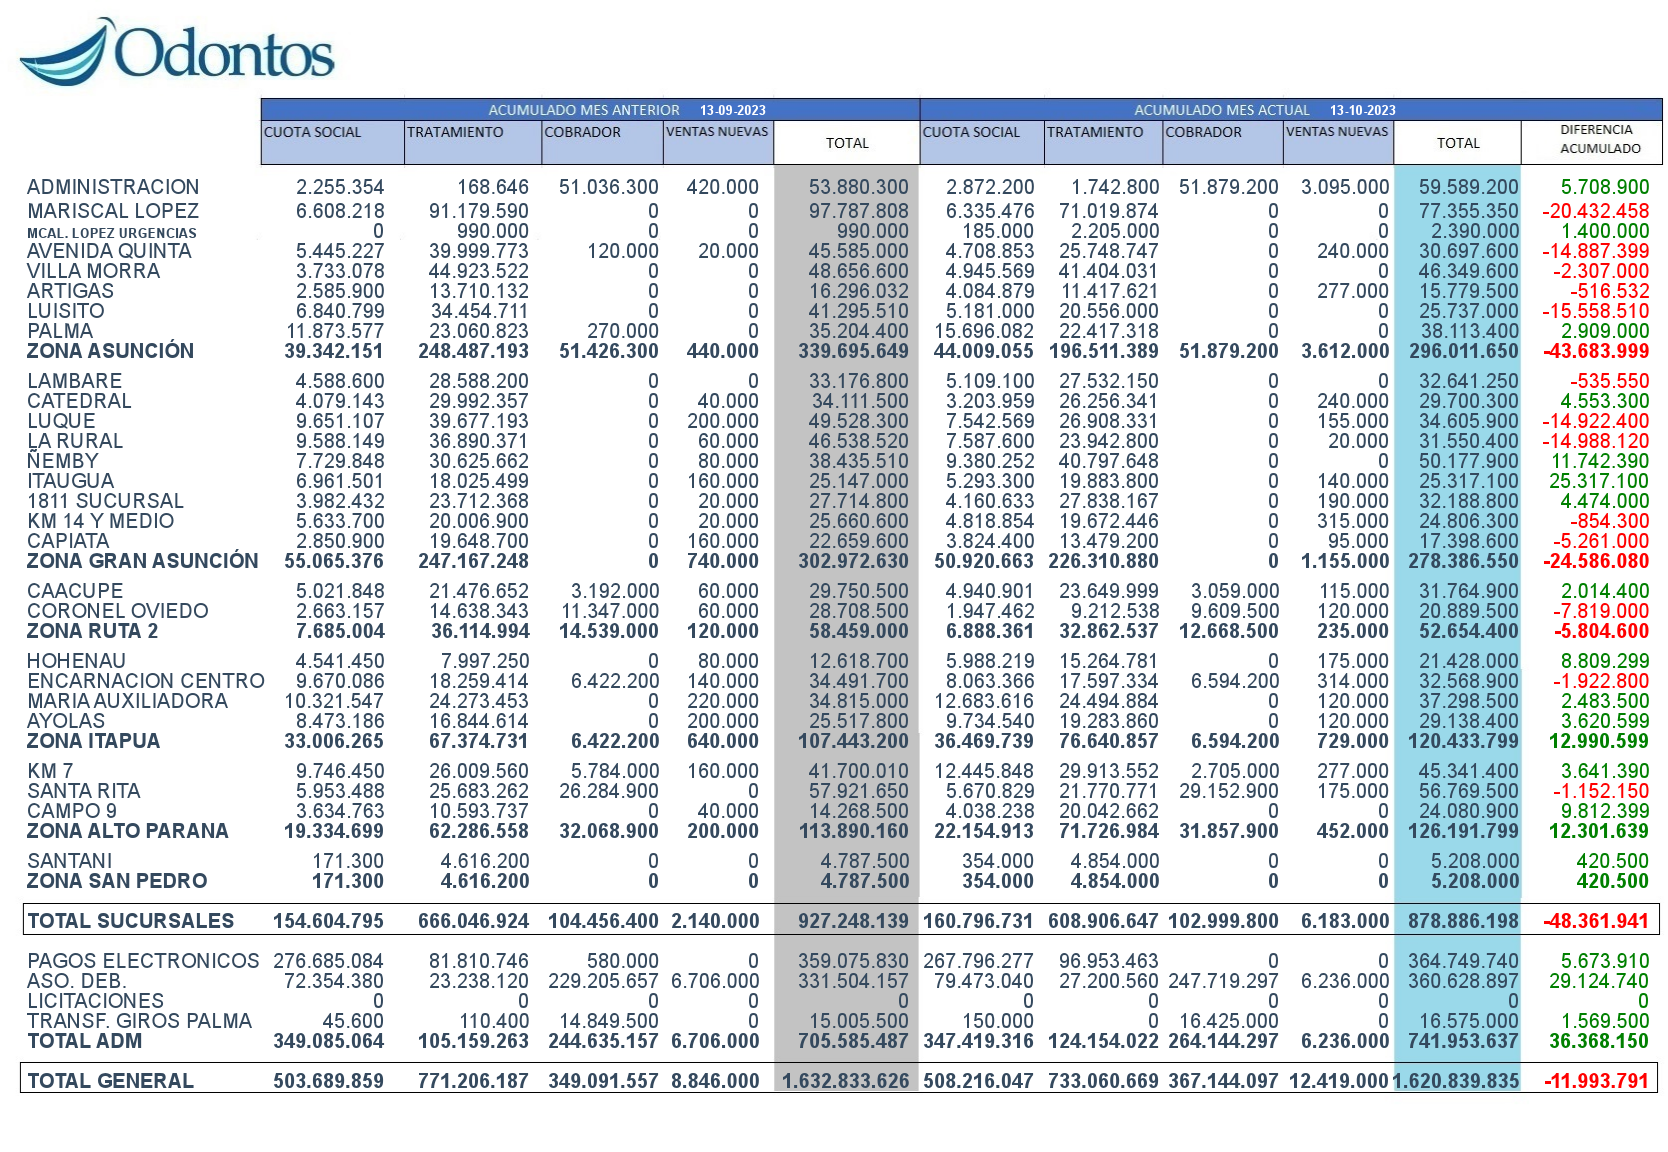 Odontos
ACUMULADO MES ANTERIOR 13-09-2023 ACUMULADO MES ACTUAL 13-10-2023
CUOTA SOCIAL TRATAMIENTO COBRADOR VENTAS NUEVAS TOTAL CUOTA SOCIAL TRATAMIENTO COBRADOR VENTAS NUEVAS TOTAL DIFERENCIA ACUMULADO
ADMINISTRACION 2.255.354 168.646 51.036.300 420.000 53.880.300 2.872.200 1.742.800 51.879.200 3.095.000 59.589.200 5.708.900
MARISCAL LOPEZ 6.608.218 91.179.590 0 0 97.787.808 6.335.476 71.019.874 0 0 77.355.350 -20.432.458
MCAL. LOPEZ URGENCIAS 0 990.000 0 0 990.000 185.000 2.205.000 0 0 2.390.000 1.400.000
AVENIDA QUINTA 5.445.227 39.999.773 120.000 20.000 45.585.000 4.708.853 25.748.747 0 240.000 30.697.600 -14.887.399
VILLA MORRA 3.733.078 44.923.522 0 0 48.656.600 4.945.569 41.404.031 0 0 46.349.600 -2.307.000
ARTIGAS 2.585.900 13.710.132 0 0 16.296.032 4.084.879 11.417.621 0 277.000 15.779.500 -516.532
LUISITO 6.840.799 34.454.711 0 0 41.295.510 5.181.000 20.556.000 0 0 25.737.000 -15.558.510
PALMA 11.873.577 23.060.823 270.000 0 35.204.400 15.696.082 22.417.318 0 0 38.113.400 2.909.000
ZONA ASUNCIÓN 39.342.151 248.487.193 51.426.300 440.000 339.695.649 44.009.055 196.511.389 51.879.200 3.612.000 296.011.650 -43.683.999
LAMBARE 4.588.600 28.588.200 0 0 33.176.800 5.109.100 27.532.150 0 0 32.641.250 -535.550
CATEDRAL 4.079.143 29.992.357 0 40.000 34.111.500 3.203.959 26.256.341 0 240.000 29.700.300 4.553.300
LUQUE 9.651.107 39.677.193 0 200.000 49.528.300 7.542.569 26.908.331 0 155.000 34.605.900 -14.922.400
LA RURAL 9.588.149 36.890.371 0 60.000 46.538.520 7.587.600 23.942.800 0 20.000 31.550.400 -14.988.120
ÑEMBY 7.729.848 30.625.662 0 80.000 38.435.510 9.380.252 40.797.648 0 0 50.177.900 11.742.390
ITAUGUA 6.961.501 18.025.499 0 160.000 25.147.000 5.293.300 19.883.800 0 140.000 25.317.100 25.317.100
1811 SUCURSAL 3.982.432 23.712.368 0 20.000 27.714.800 4.160.633 27.838.167 0 190.000 32.188.800 4.474.000
KM 14 Y MEDIO 5.633.700 20.006.900 0 20.000 25.660.600 4.818.854 19.672.446 0 315.000 24.806.300 -854.300
CAPIATA 2.850.900 19.648.700 0 160.000 22.659.600 3.824.400 13.479.200 0 95.000 17.398.600 -5.261.000
ZONA GRAN ASUNCIÓN 55.065.376 247.167.248 0 740.000 302.972.630 50.920.663 226.310.880 0 1.155.000 278.386.550 -24.586.080
CAACUPE 5.021.848 21.476.652 3.192.000 60.000 29.750.500 4.940.901 23.649.999 3.059.000 115.000 31.764.900 2.014.400
CORONEL OVIEDO 2.663.157 14.638.343 11.347.000 60.000 28.708.500 1.947.462 9.212.538 9.609.500 120.000 20.889.500 -7.819.000
ZONA RUTA 2 7.685.004 36.114.994 14.539.000 120.000 58.459.000 6.888.361 32.862.537 12.668.500 235.000 52.654.400 -5.804.600
HOHENAU 4.541.450 7.997.250 0 80.000 12.618.700 5.988.219 15.264.781 0 175.000 21.428.000 8.809.299
ENCARNACION CENTRO 9.670.086 18.259.414 6.422.200 140.000 34.491.700 8.063.366 17.597.334 6.594.200 314.000 32.568.900 -1.922.800
MARIA AUXILIADORA 10.321.547 24.273.453 0 220.000 34.815.000 12.683.616 24.494.884 0 120.000 37.298.500 2.483.500
AYOLAS 8.473.186 16.844.614 0 200.000 25.517.800 9.734.540 19.283.860 0 120.000 29.138.400 3.620.599
ZONA ITAPUA 33.006.265 67.374.731 6.422.200 640.000 107.443.200 36.469.739 76.640.857 6.594.200 729.000 120.433.799 12.990.599
KM 7 9.746.450 26.009.560 5.784.000 160.000 41.700.010 12.445.848 29.913.552 2.705.000 277.000 45.341.400 3.641.390
SANTA RITA 5.953.488 25.683.262 26.284.900 0 57.921.650 5.670.829 21.770.771 29.152.900 175.000 56.769.500 -1.152.150
CAMPO 9 3.634.763 10.593.737 0 40.000 14.268.500 4.038.238 20.042.662 0 0 24.080.900 9.812.399
ZONA ALTO PARANA 19.334.699 62.286.558 32.068.900 200.000 113.890.160 22.154.913 71.726.984 31.857.900 452.000 126.191.799 12.301.639
SANTANI 171.300 4.616.200 0 0 4.787.500 354.000 4.854.000 0 0 5.208.000 420.500
ZONA SAN PEDRO 171.300 4.616.200 0 0 4.787.500 354.000 4.854.000 0 0 5.208.000 420.500
TOTAL SUCURSALES 154.604.795 666.046.924 104.456.400 2.140.000 927.248.139 160.796.731 608.906.647 102.999.800 6.183.000 878.886.198 -48.361.941
PAGOS ELECTRONICOS 276.685.084 81.810.746 580.000 0 359.075.830 267.796.277 96.953.463 0 0 364.749.740 5.673.910
ASO. DEB. 72.354.380 23.238.120 229.205.657 6.706.000 331.504.157 79.473.040 27.200.560 247.719.297 6.236.000 360.628.897 29.124.740
LICITACIONES 0 0 0 0 0 0 0 0 0 0 0
TRANSF. GIROS PALMA 45.600 110.400 14.849.500 0 15.005.500 150.000 0 16.425.000 0 16.575.000 1.569.500
TOTAL ADM 349.085.064 105.159.263 244.635.157 6.706.000 705.585.487 347.419.316 124.154.022 264.144.297 6.236.000 741.953.637 36.368.150
TOTAL GENERAL 503.689.859 771.206.187 349.091.557 8.846.000 1.632.833.626 508.216.047 733.060.669 367.144.097 12.419.000 1.620.839.835 -11.993.791